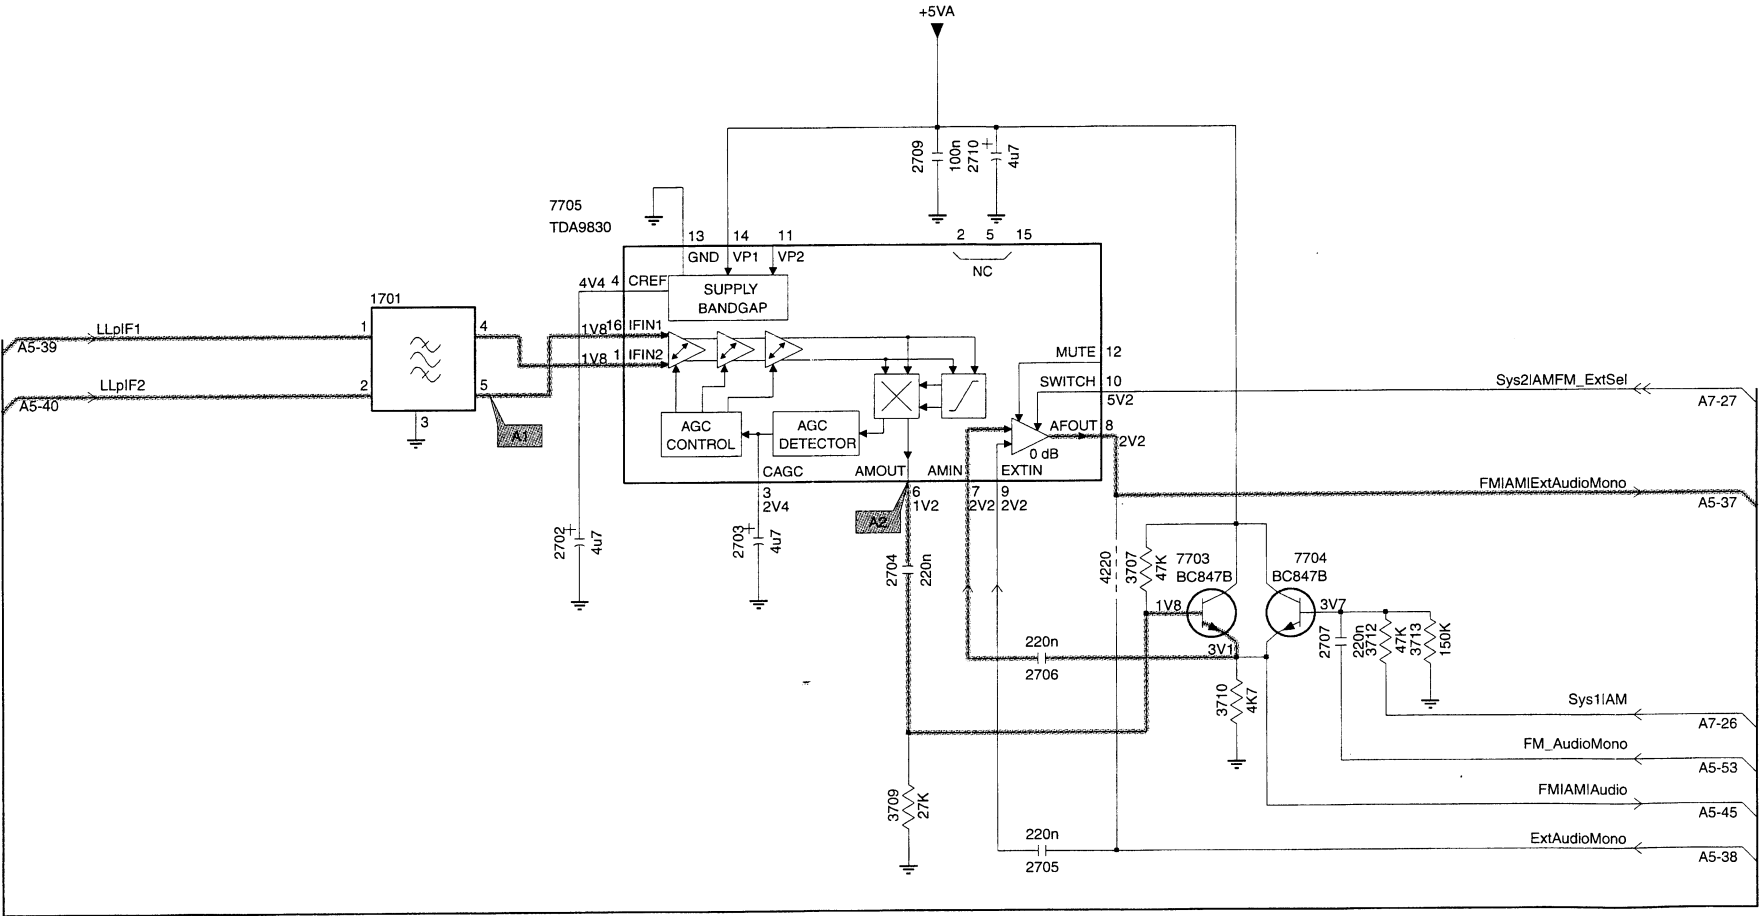 +5VA
2709
100n
2710
+
4u7
7705
TDA9830
13
14
11
2
5
15
GND
VP1
VP2
NC
4V4
4
CREF
SUPPLY
BANDGAP
1701
LLpIF1
1
4
1V8
16
IFIN1
A5-39
1V8
1
IFIN2
MUTE
12
LLpIF2
2
5
SWITCH
10
Sys2|AMFM_ExtSel
A5-40
5V2
A7-27
3
A1
AGC
CONTROL
AGC
DETECTOR
AFOUT
8
2V2
0 dB
CAGC
AMOUT
AMIN
EXTIN
3
2V4
6
1V2
7
2V2
9
2V2
FM|AM|ExtAudioMono
A5-37
A2
2702
+
4u7
2703
+
4u7
2704
220n
4220
3707
47K
7703
BC847B
7704
BC847B
1V8
3V7
2707
220n
3712
47K
3713
150K
220n
2706
3V1
3710
4K7
Sys1|AM
A7-26
FM_AudioMono
A5-53
FM|AM|Audio
A5-45
3709
27K
220n
2705
ExtAudioMono
A5-38